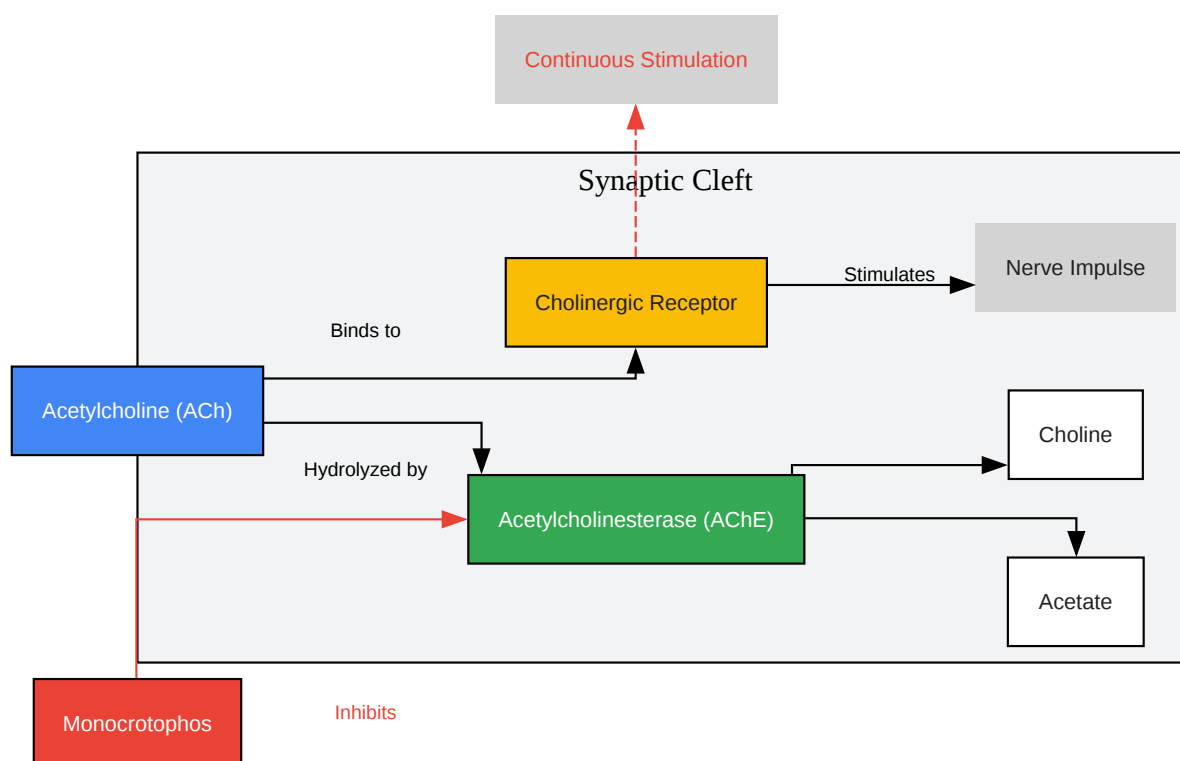 Continuous Stimulation
Synaptic Cleft
Nerve Impulse
Stimulates
Cholinergic Receptor
Binds to
Acetylcholine (ACh)
Choline
Hydrolyzed by
Acetylcholinesterase (AChE)
Acetate
Monocrotophos
Inhibits